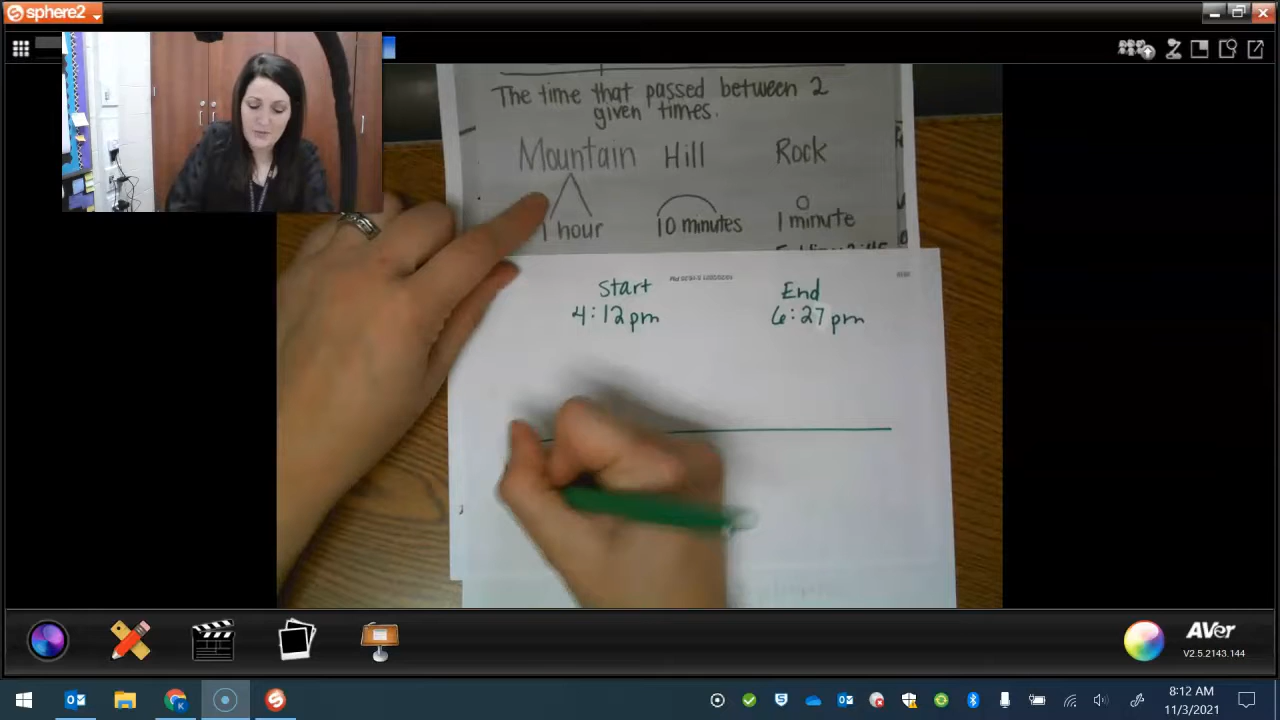 sphere2
The time that passed between 2
given times.
Mountain Hill Rock
1 hour 10 minutes 1 minute
Start End
4:12 pm 6:27 pm
AVer
V2.5.2143.144
8:12 AM
11/3/2021